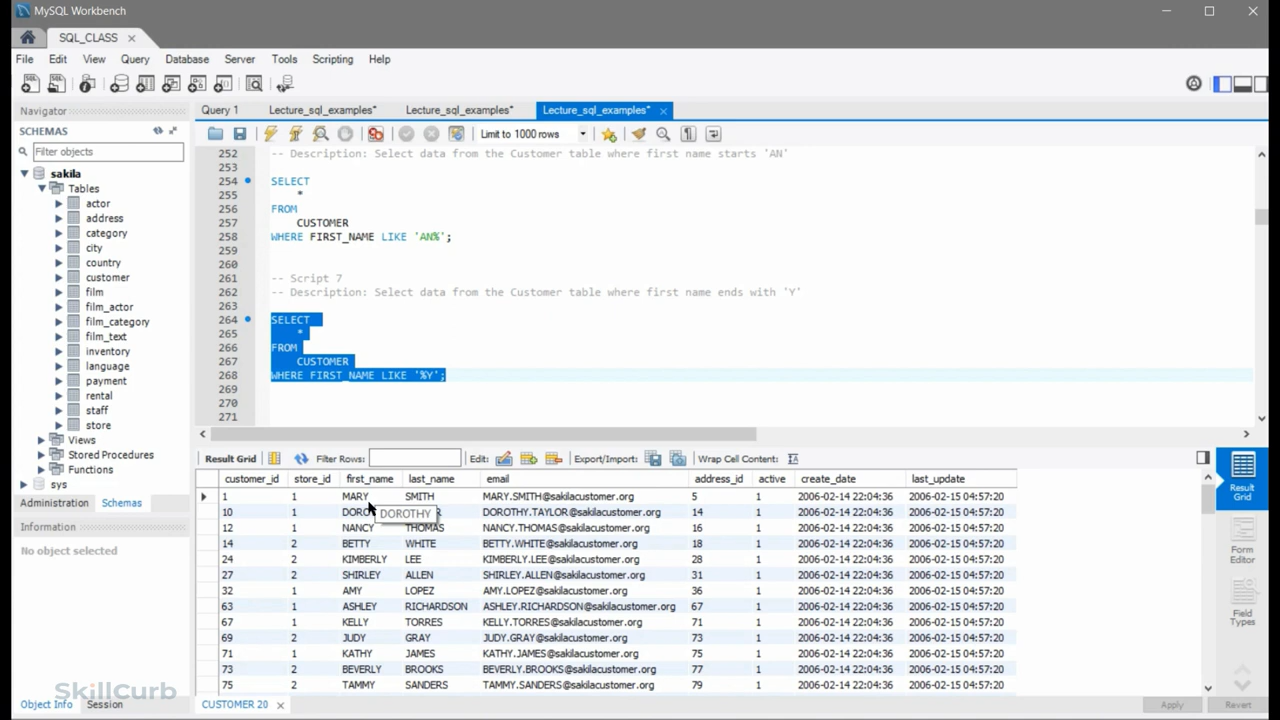 MySQL Workbench
SQL_CLASS
File Edit View Query Database Server Tools Scripting Help
Navigator
SCHEMAS
Filter objects
sakila
Tables
actor
address
category
city
country
customer
film
film_actor
film_category
film_text
inventory
language
payment
rental
staff
store
Views
Stored Procedures
Functions
sys
Administration Schemas
Information
No object selected
Object Info Session
SkillCurb
Query 1 Lecture_sql_examples* Lecture_sql_examples* Lecture_sql_examples*
Limit to 1000 rows
252 -- Description: Select data from the Customer table where first name starts 'AN'
253
254 SELECT
255 *
256 FROM
257 CUSTOMER
258 WHERE FIRST_NAME LIKE 'AN%';
259
260
261 -- Script 7
262 -- Description: Select data from the Customer table where first name ends with 'Y'
263
264 SELECT
265 *
266 FROM
267 CUSTOMER
268 WHERE FIRST_NAME LIKE '%Y';
269
270
271
Result Grid Filter Rows: Edit: Export/Import: Wrap Cell Content:
customer_id store_id first_name last_name email address_id active create_date last_update
1 1 MARY SMITH MARY.SMITH@sakilacustomer.org 5 1 2006-02-14 22:04:36 2006-02-15 04:57:20
10 1 DORO R DOROTHY.TAYLOR@sakilacustomer.org 14 1 2006-02-14 22:04:36 2006-02-15 04:57:20
DOROTHY
12 1 NANCY THOMAS NANCY.THOMAS@sakilacustomer.org 16 1 2006-02-14 22:04:36 2006-02-15 04:57:20
14 2 BETTY WHITE BETTY.WHITE@sakilacustomer.org 18 1 2006-02-14 22:04:36 2006-02-15 04:57:20
24 2 KIMBERLY LEE KIMBERLY.LEE@sakilacustomer.org 28 1 2006-02-14 22:04:36 2006-02-15 04:57:20
27 2 SHIRLEY ALLEN SHIRLEY.ALLEN@sakilacustomer.org 31 1 2006-02-14 22:04:36 2006-02-15 04:57:20
32 1 AMY LOPEZ AMY.LOPEZ@sakilacustomer.org 36 1 2006-02-14 22:04:36 2006-02-15 04:57:20
63 1 ASHLEY RICHARDSON ASHLEY.RICHARDSON@sakilacustomer.org 67 1 2006-02-14 22:04:36 2006-02-15 04:57:20
67 1 KELLY TORRES KELLY.TORRES@sakilacustomer.org 71 1 2006-02-14 22:04:36 2006-02-15 04:57:20
69 2 JUDY GRAY JUDY.GRAY@sakilacustomer.org 73 1 2006-02-14 22:04:36 2006-02-15 04:57:20
71 1 KATHY JAMES KATHY.JAMES@sakilacustomer.org 75 1 2006-02-14 22:04:36 2006-02-15 04:57:20
73 2 BEVERLY BROOKS BEVERLY.BROOKS@sakilacustomer.org 77 1 2006-02-14 22:04:36 2006-02-15 04:57:20
75 2 TAMMY SANDERS TAMMY.SANDERS@sakilacustomer.org 79 1 2006-02-14 22:04:36 2006-02-15 04:57:20
Result
Grid
Form
Editor
Field
Types
CUSTOMER 20
Apply Revert